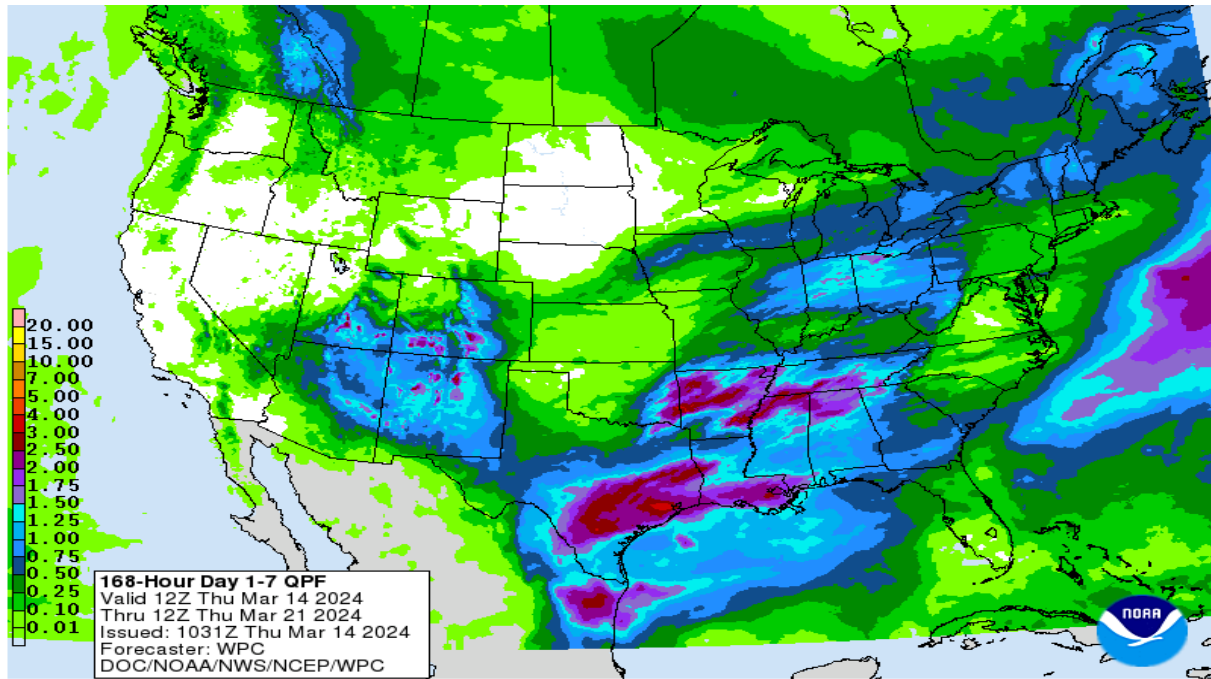 20.00
15.00
10.00
7.00
5.00
4.00
3.00
2.50
2.00
1.75
1.50
1.25
1.00
0.75
0.50
0.25
0.10
0.01
168-Hour Day 1-7 QPF
Valid 12Z Thu Mar 14 2024
Thru 12Z Thu Mar 21 2024
Issued: 1031Z Thu Mar 14 2024
Forecaster: WPC
DOC/NOAA/NWS/NCEP/WPC
NOAA